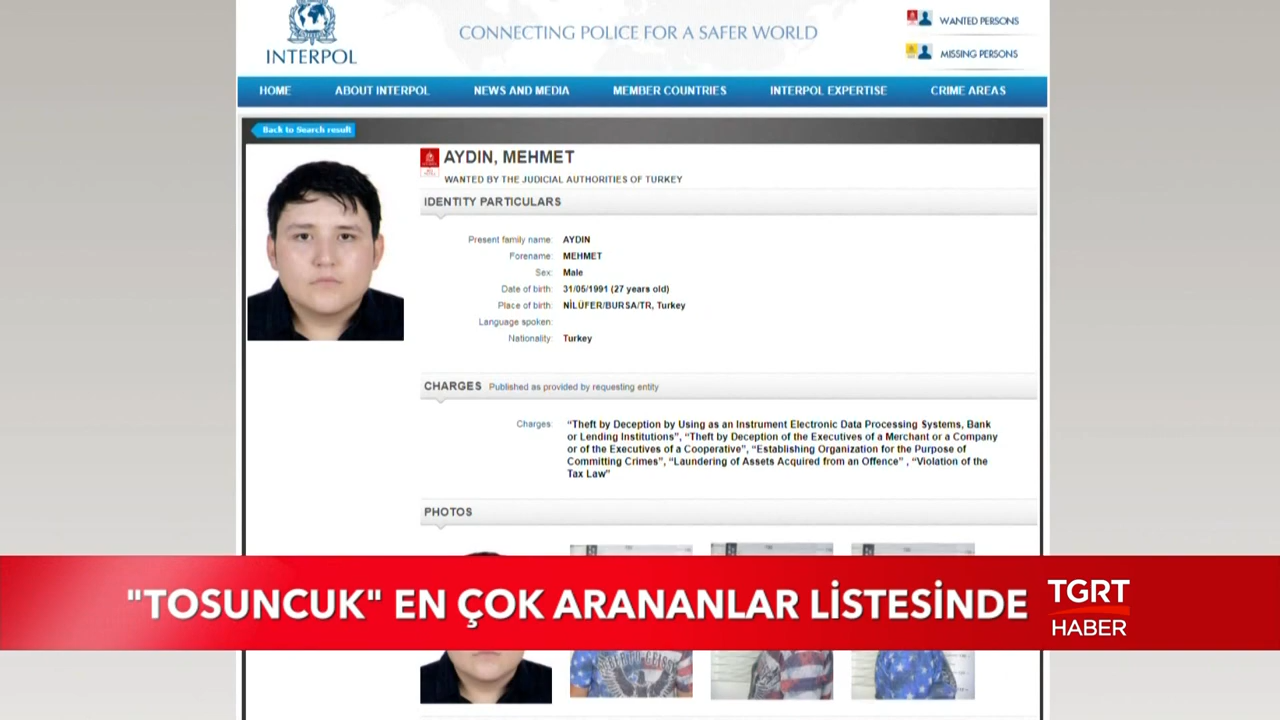 INTERPOL
CONNECTING POLICE FOR A SAFER WORLD
WANTED PERSONS
MISSING PERSONS
HOME ABOUT INTERPOL NEWS AND MEDIA MEMBER COUNTRIES INTERPOL EXPERTISE CRIME AREAS
Back to Search result
AYDIN, MEHMET
WANTED BY THE JUDICIAL AUTHORITIES OF TURKEY
IDENTITY PARTICULARS
Present family name: AYDIN
Forename: MEHMET
Sex: Male
Date of birth: 31/05/1991 (27 years old)
Place of birth: NİLÜFER/BURSA/TR, Turkey
Language spoken:
Nationality: Turkey
CHARGES Published as provided by requesting entity
Charges: "Theft by Deception by Using as an Instrument Electronic Data Processing Systems, Bank
or Lending Institutions", "Theft by Deception of the Executives of a Merchant or a Company
or of the Executives of a Cooperative", "Establishing Organization for the Purpose of
Committing Crimes", "Laundering of Assets Acquired from an Offence" , "Violation of the
Tax Law"
PHOTOS
"TOSUNCUK" EN ÇOK ARANANLAR LİSTESİNDE
TGRT
HABER